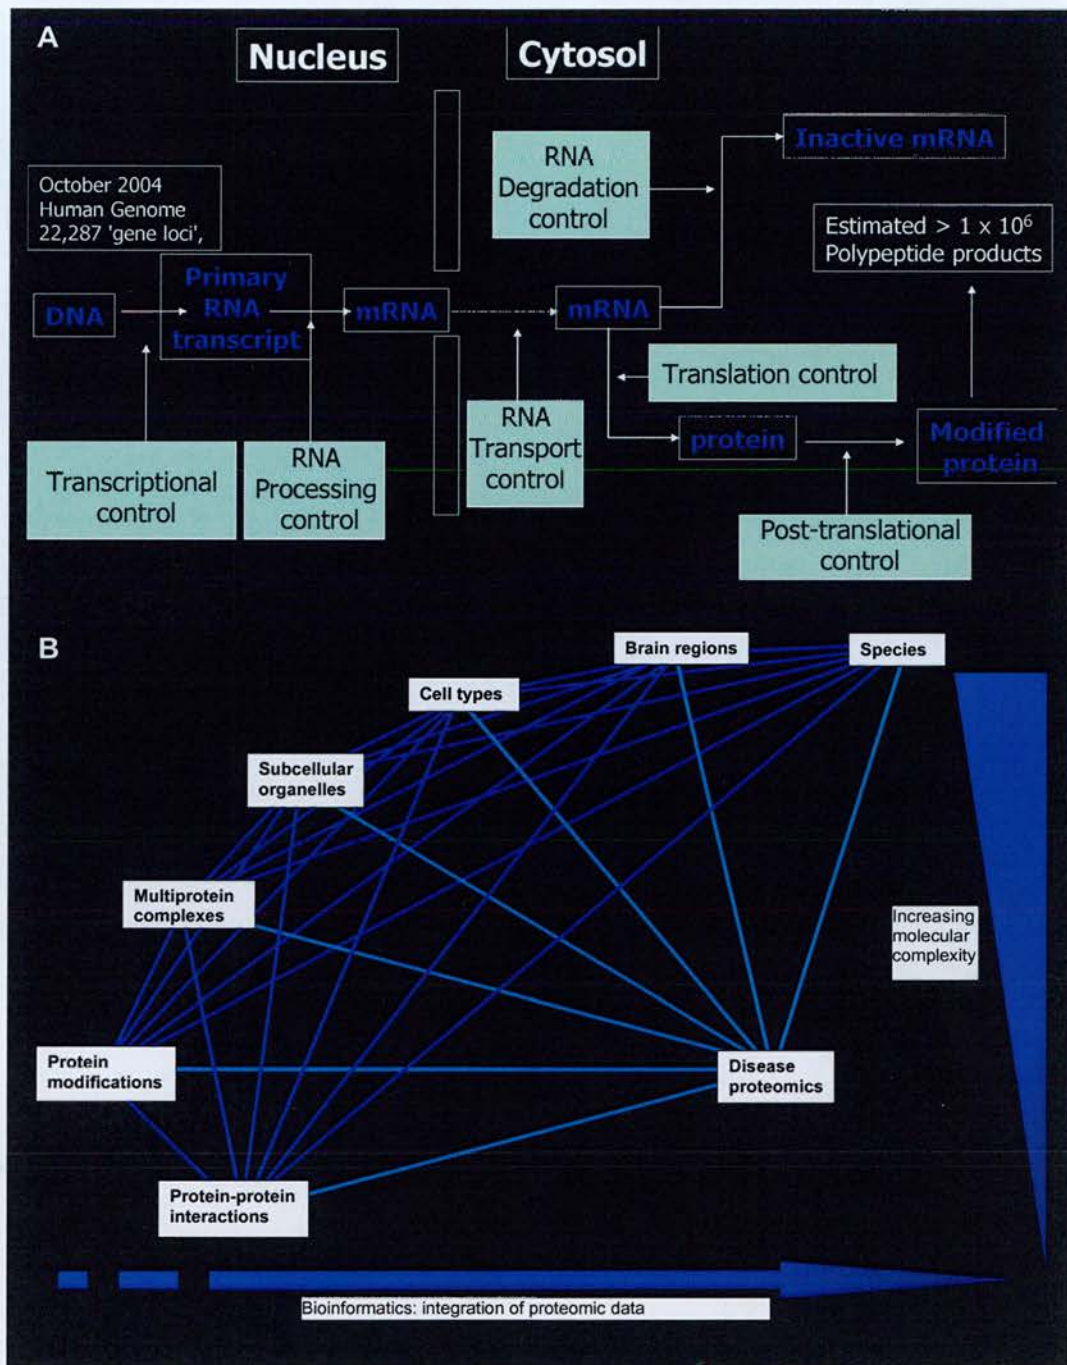 A
Nucleus
Cytosol
RNA
Degradation
control
Inactive mRNA
October 2004
Human Genome
22,287 'gene loci',
Estimated > 1 x 10⁶
Polypeptide products
DNA
Primary
RNA
transcript
mRNA
mRNA
Translation control
protein
Modified
protein
Transcriptional
control
RNA
Processing
control
RNA
Transport
control
Post-translational
control
B
Brain regions
Species
Cell types
Subcellular
organelles
Multiprotein
complexes
Increasing
molecular
complexity
Protein
modifications
Disease
proteomics
Protein-protein
interactions
Bioinformatics: integration of proteomic data